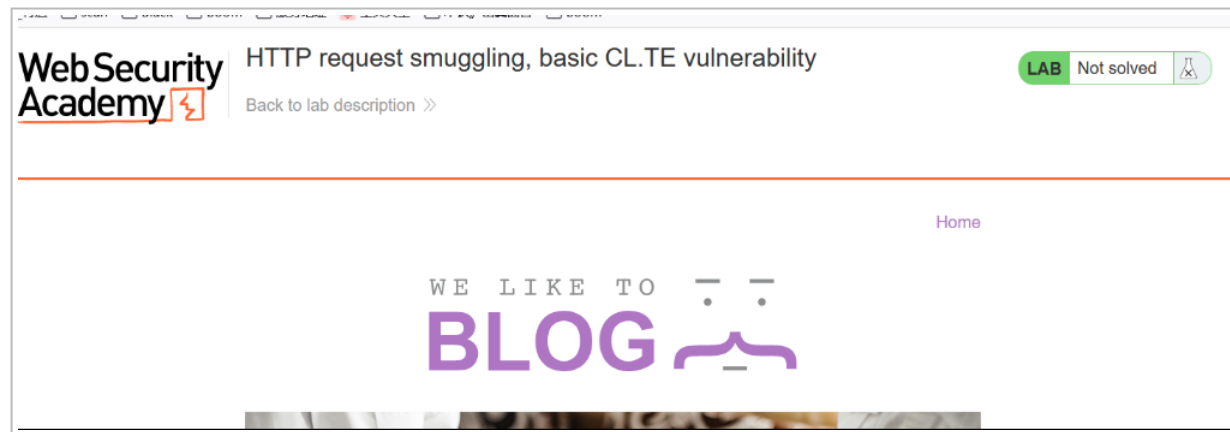 Web Security
Academy
HTTP request smuggling, basic CL.TE vulnerability
Back to lab description
LAB Not solved
Home
WE LIKE TO
BLOG